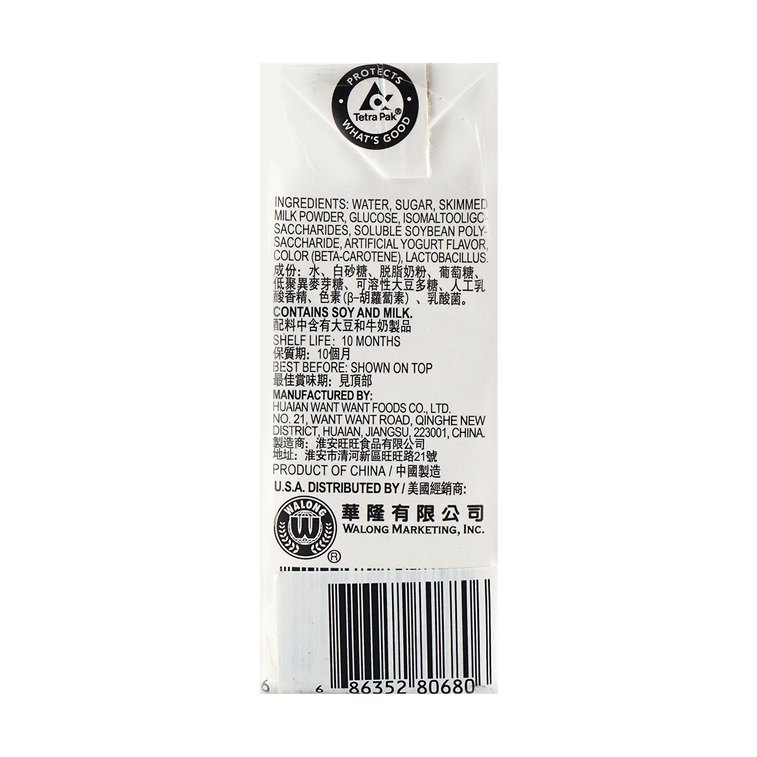 PROTECTS
Tetra Pak®
WHAT'S GOOD
INGREDIENTS: WATER, SUGAR, SKIMMED
MILK POWDER, GLUCOSE, ISOMALTOOLIGO-
SACCHARIDES, SOLUBLE SOYBEAN POLY-
SACCHARIDE, ARTIFICIAL YOGURT FLAVOR,
COLOR (BETA-CAROTENE), LACTOBACILLUS.
成份：水、白砂糖、脱脂奶粉、葡萄糖、
低聚異麥芽糖、可溶性大豆多糖、人工乳
酸香精、色素(β-胡蘿蔔素）、乳酸菌。
CONTAINS SOY AND MILK.
配料中含有大豆和牛奶製品
SHELF LIFE: 10 MONTHS
保質期：10個月
BEST BEFORE: SHOWN ON TOP
最佳賞味期：見頂部
MANUFACTURED BY:
HUAIAN WANT WANT FOODS CO., LTD.
NO. 21, WANT WANT ROAD, QINGHE NEW
DISTRICT, HUAIAN, JIANGSU, 223001, CHINA.
製造商：淮安旺旺食品有限公司
地址：淮安市清河新區旺旺路21號
PRODUCT OF CHINA / 中國製造
U.S.A. DISTRIBUTED BY / 美國經銷商:
WALONG
W
®
華隆有限公司
WALONG MARKETING, INC.
6 6 86352 80680